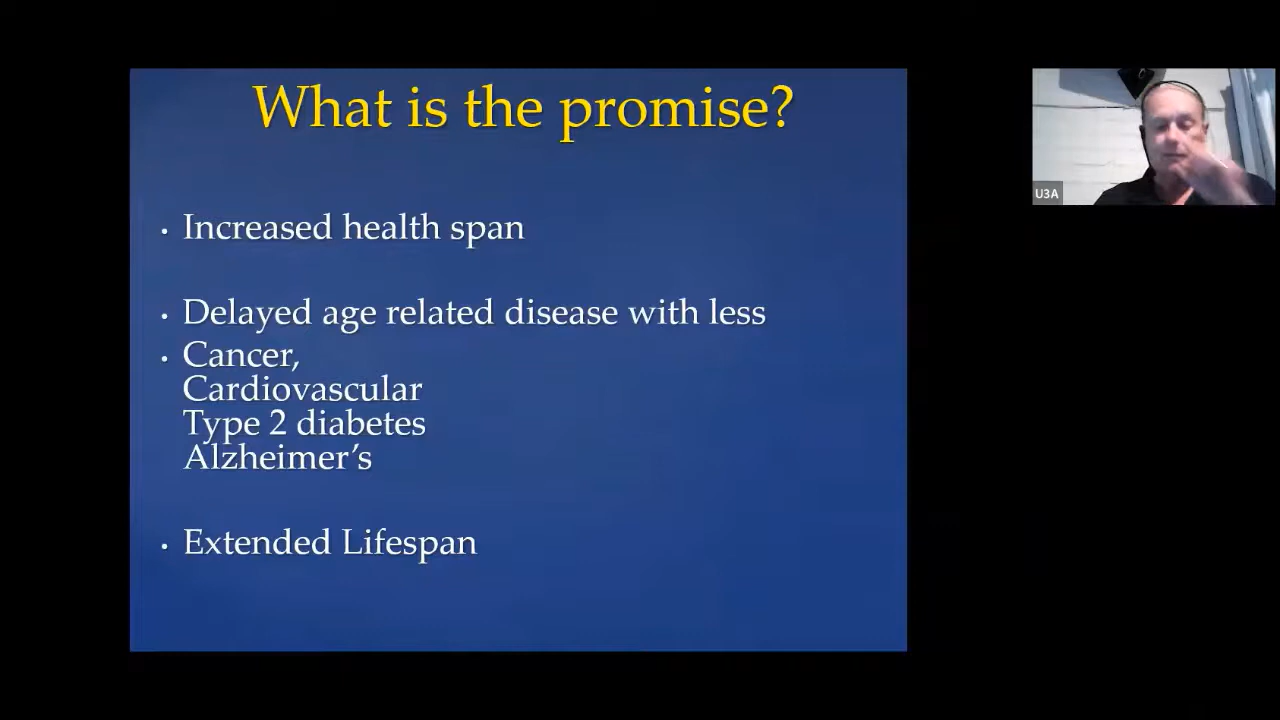 What is the promise?
• Increased health span
• Delayed age related disease with less
• Cancer,
Cardiovascular
Type 2 diabetes
Alzheimer’s
• Extended Lifespan
U3A